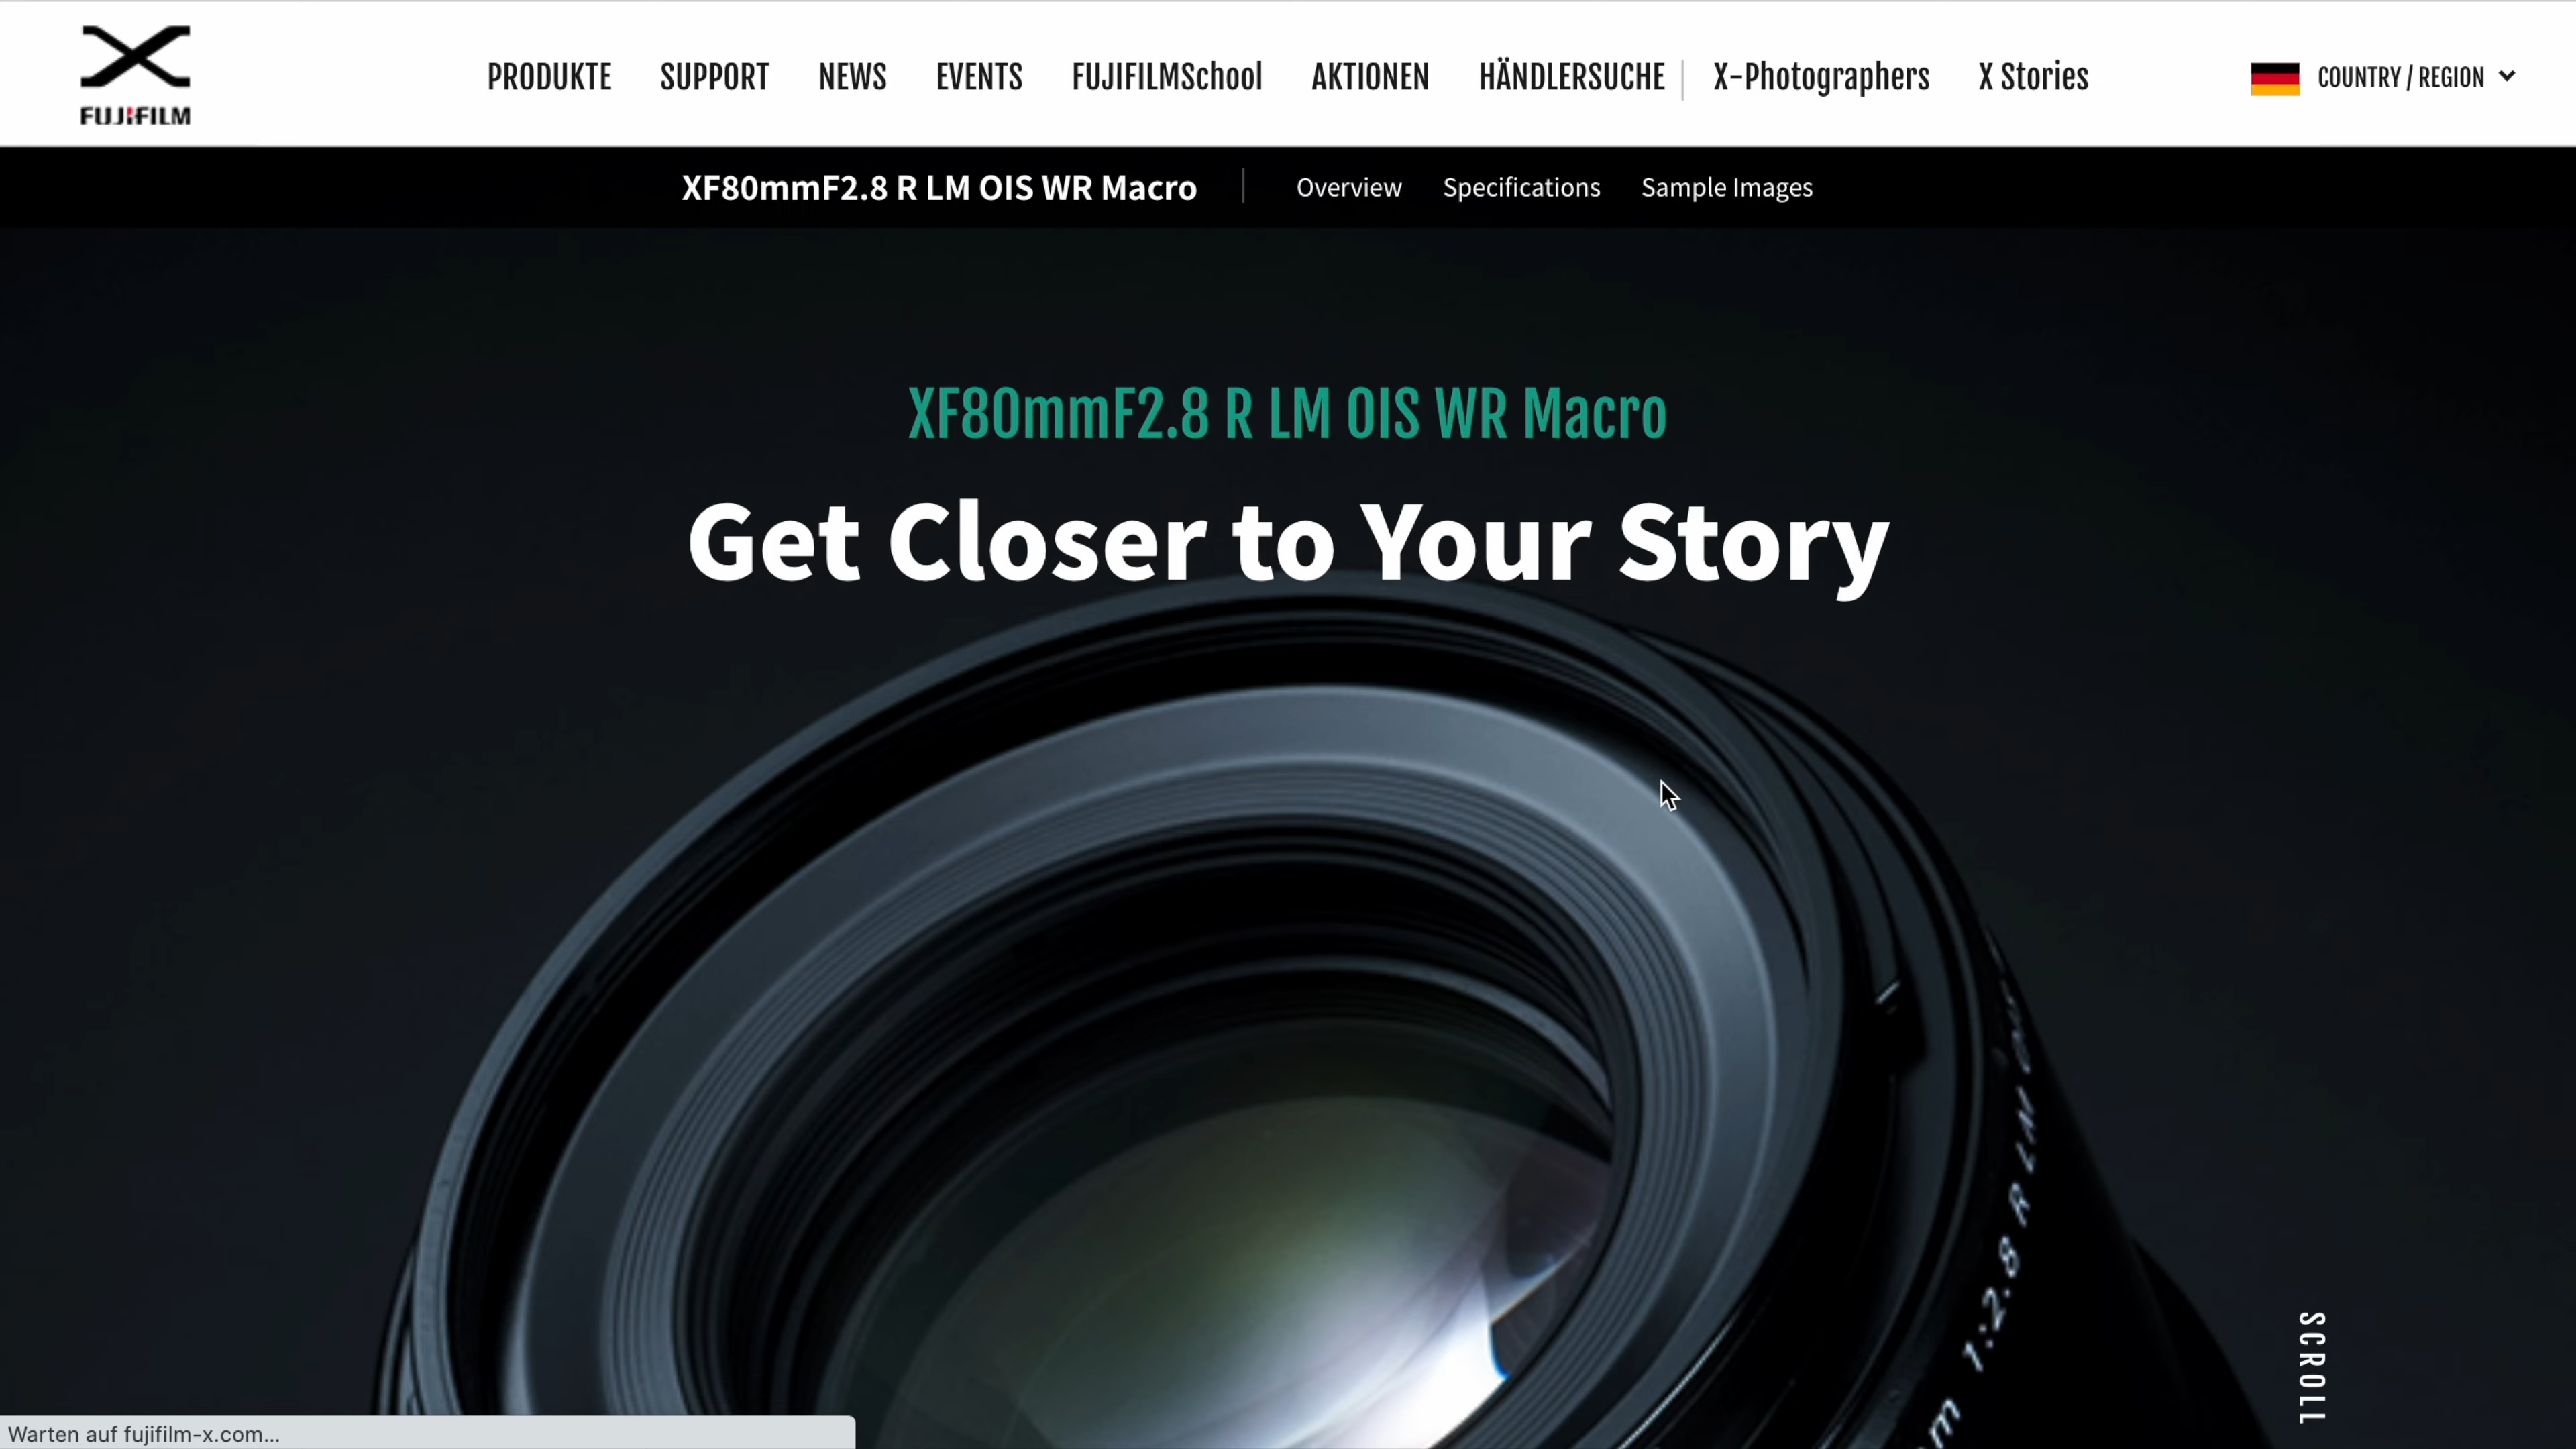 FUJIFILM
PRODUKTE SUPPORT NEWS EVENTS FUJIFILMSchool AKTIONEN HÄNDLERSUCHE X-Photographers X Stories COUNTRY / REGION
XF80mmF2.8 R LM OIS WR Macro Overview Specifications Sample Images
XF80mmF2.8 R LM OIS WR Macro
Get Closer to Your Story
1:2.8 R LM
SCROLL
Warten auf fujifilm-x.com...